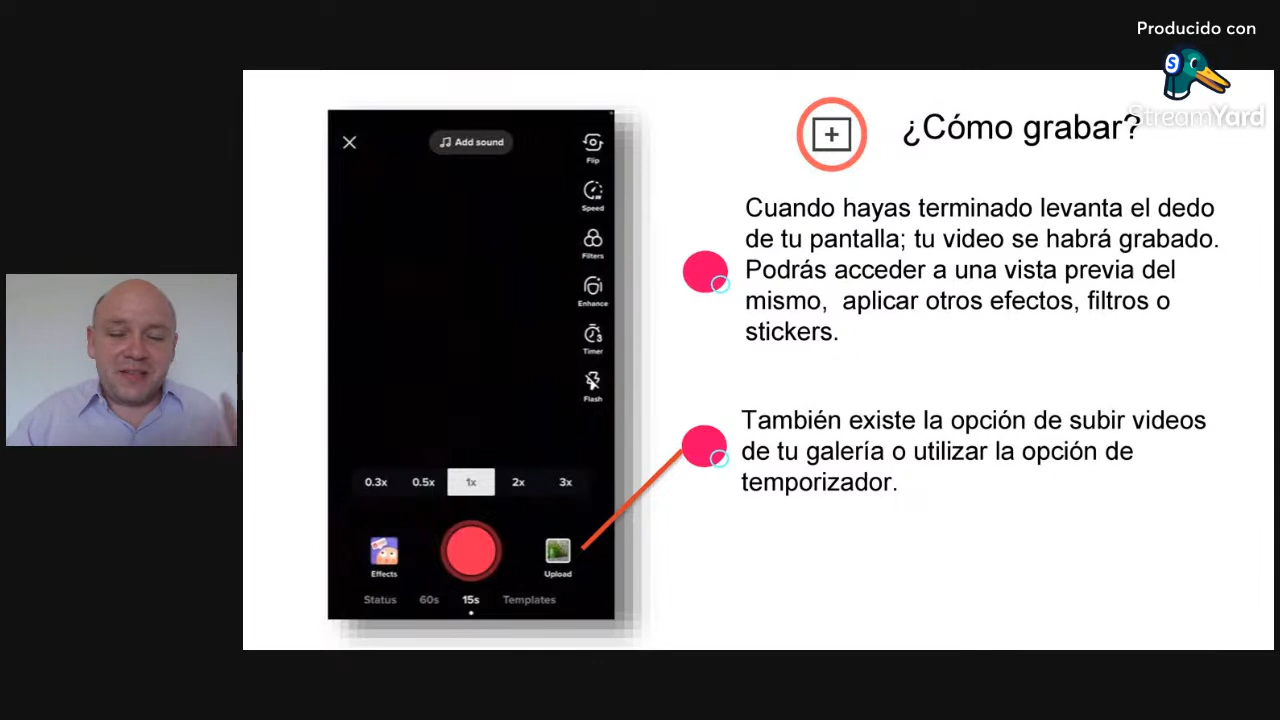 Producido con
StreamYard
¿Cómo grabar?
Add sound
Flip
Speed
Filters
Enhance
3
Timer
Flash
0.3x 0.5x 1x 2x 3x
Effects
Upload
Status 60s 15s Templates
Cuando hayas terminado levanta el dedo
de tu pantalla; tu video se habrá grabado.
Podrás acceder a una vista previa del
mismo, aplicar otros efectos, filtros o
stickers.
También existe la opción de subir videos
de tu galería o utilizar la opción de
temporizador.